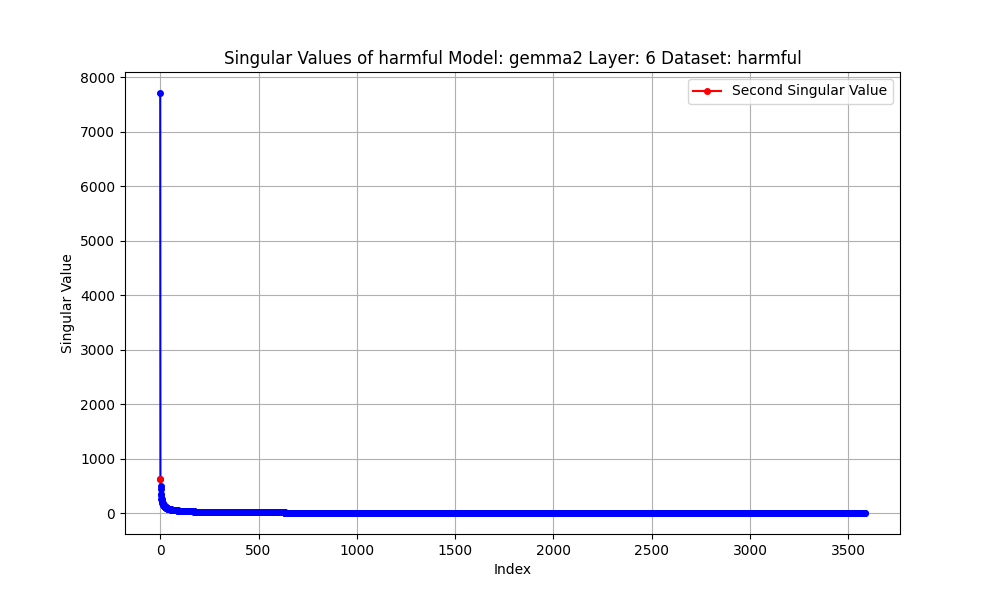 Singular Values of harmful Model: gemma2 Layer: 6 Dataset: harmful
Second Singular Value
8000
7000
6000
5000
4000
3000
2000
1000
0
Singular Value
0 500 1000 1500 2000 2500 3000 3500
Index